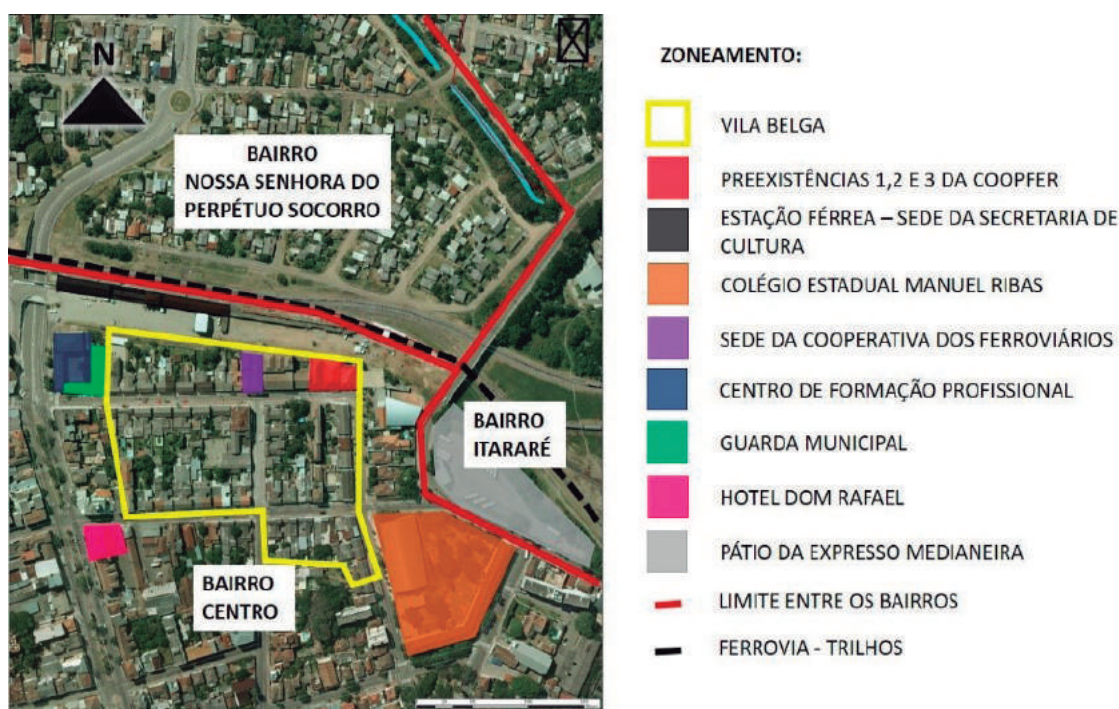 N
BAIRRO
NOSSA SENHORA DO
PERPÉTUO SOCORRO
BAIRRO
ITARARÉ
BAIRRO
CENTRO
ZONEAMENTO:
VILA BELGA
PREEXISTÊNCIAS 1,2 E 3 DA COOPFER
ESTAÇÃO FÉRREA – SEDE DA SECRETARIA DE
CULTURA
COLÉGIO ESTADUAL MANUEL RIBAS
SEDE DA COOPERATIVA DOS FERROVIÁRIOS
CENTRO DE FORMAÇÃO PROFISSIONAL
GUARDA MUNICIPAL
HOTEL DOM RAFAEL
PÁTIO DA EXPRESSO MEDIANEIRA
LIMITE ENTRE OS BAIRROS
FERROVIA - TRILHOS